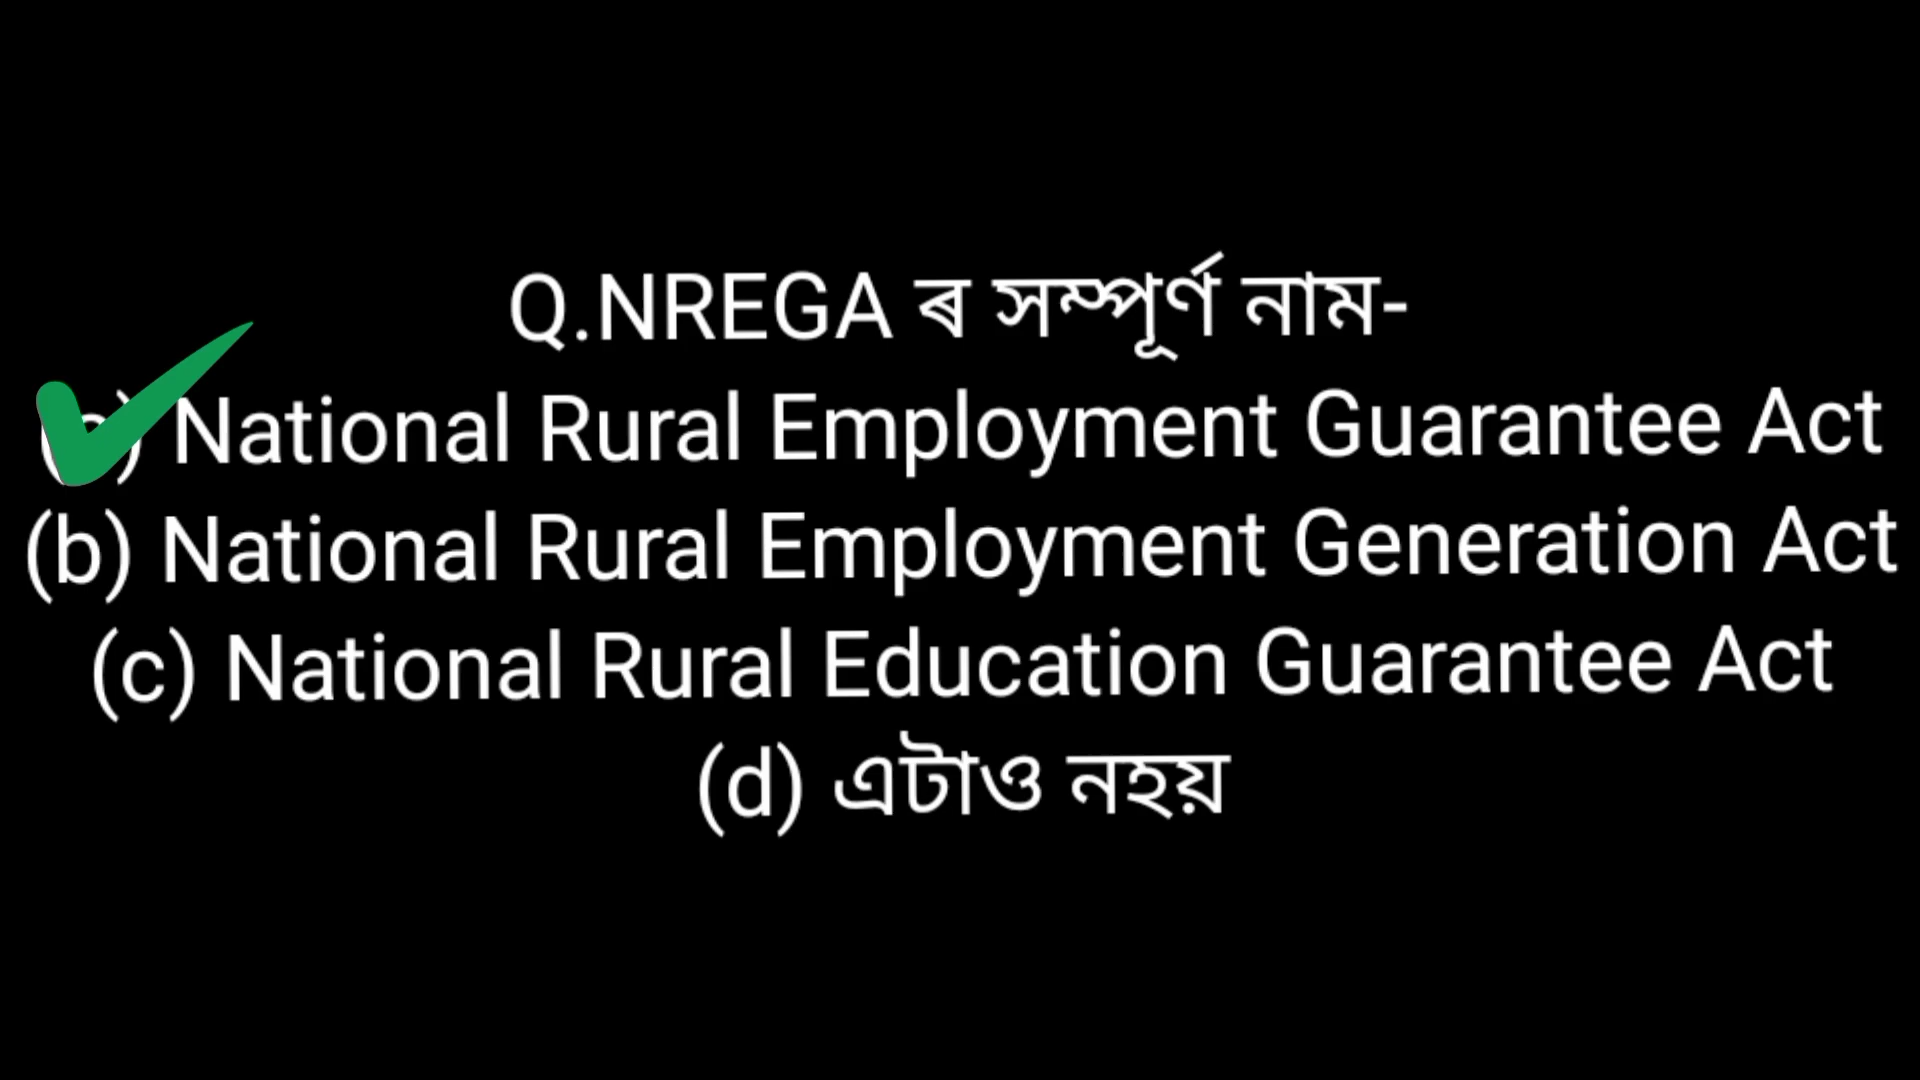 Q.NREGA ৰ সম্পূৰ্ণ নাম-
(a) National Rural Employment Guarantee Act
(b) National Rural Employment Generation Act
(c) National Rural Education Guarantee Act
(d) এটাও নহয়